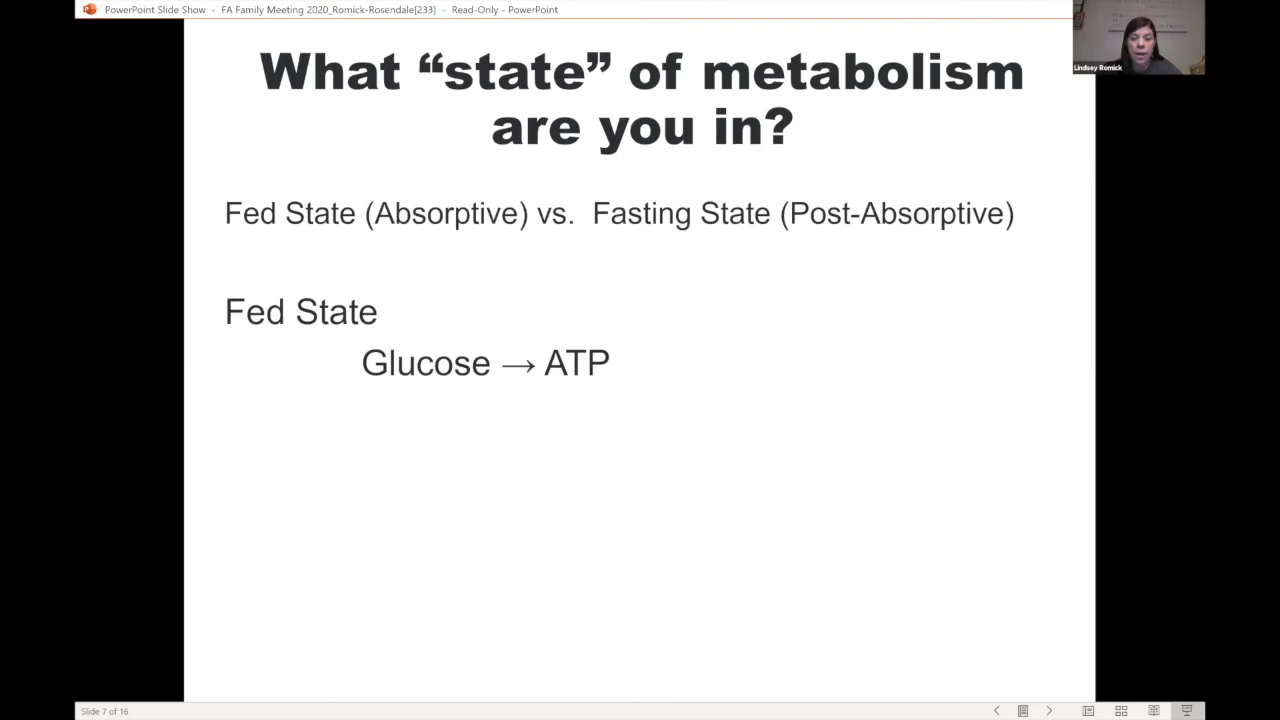 PowerPoint Slide Show - FA Family Meeting 2020_Romick-Rosendale[233] - Read-Only - PowerPoint
Lindsey Romick
What “state” of metabolism
are you in?
Fed State (Absorptive) vs. Fasting State (Post-Absorptive)
Fed State
Glucose → ATP
Slide 7 of 16